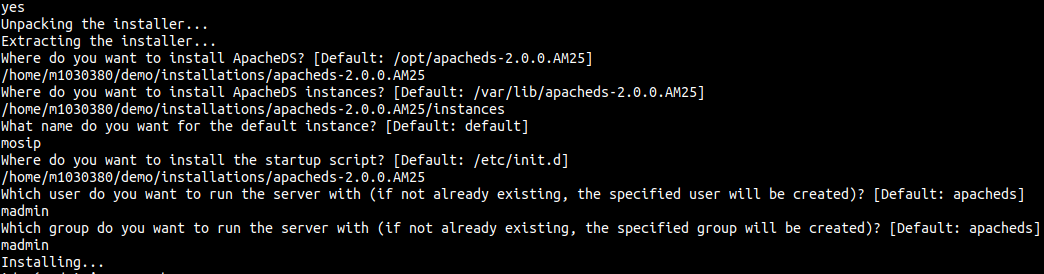 yes
Unpacking the installer...
Extracting the installer...
Where do you want to install ApacheDS? [Default: /opt/apacheds-2.0.0.AM25]
/home/m1030380/demo/installations/apacheds-2.0.0.AM25
Where do you want to install ApacheDS instances? [Default: /var/lib/apacheds-2.0.0.AM25]
/home/m1030380/demo/installations/apacheds-2.0.0.AM25/instances
What name do you want for the default instance? [Default: default]
mosip
Where do you want to install the startup script? [Default: /etc/init.d]
/home/m1030380/demo/installations/apacheds-2.0.0.AM25
Which user do you want to run the server with (if not already existing, the specified user will be created)? [Default: apacheds]
madmin
Which group do you want to run the server with (if not already existing, the specified group will be created)? [Default: apacheds]
madmin
Installing...